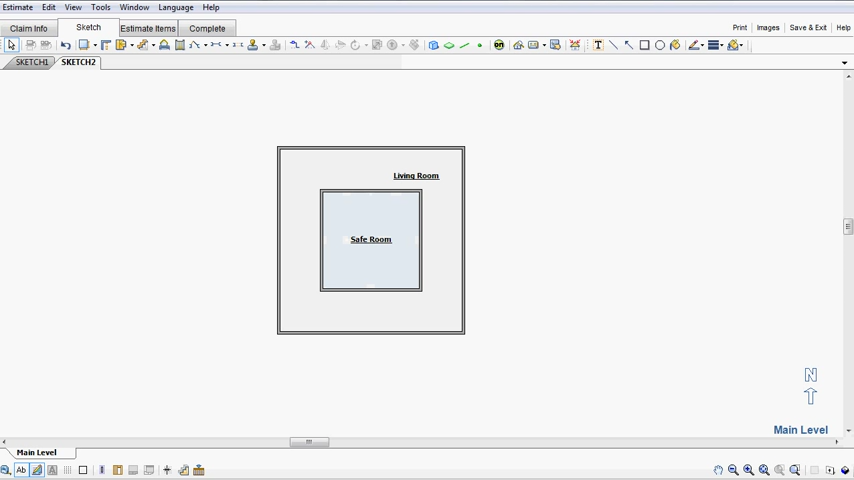 Estimate Edit View Tools Window Language Help
Claim Info Sketch Estimate Items Complete Print Images Save & Exit Help
T
SKETCH1 SKETCH2
Living Room
Safe Room
N
Main Level
Main Level
Ab A